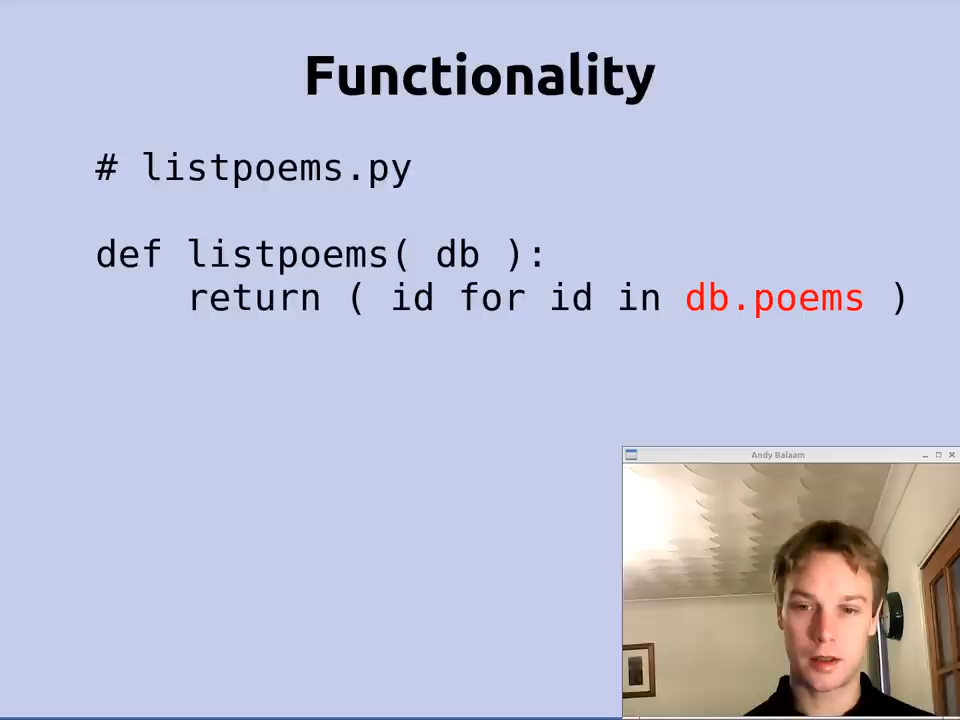 Functionality
# listpoems.py
def listpoems( db ):
    return ( id for id in db.poems )
Andy Balaam